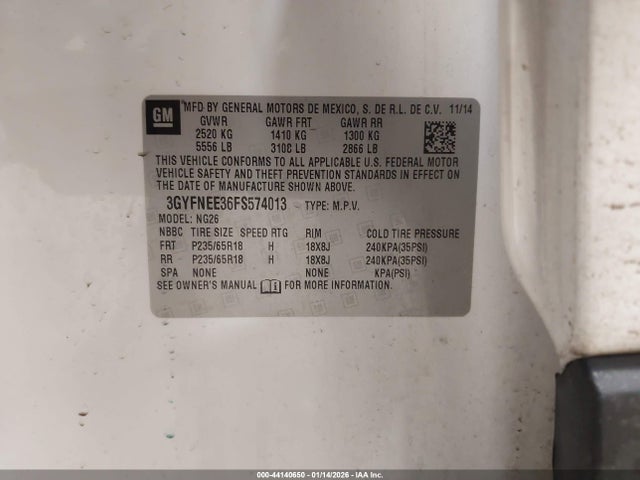 GM
MFD BY GENERAL MOTORS DE MEXICO, S. DE R.L. DE C.V. 11/14
GVWR GAWR FRT GAWR RR
2520 KG 1410 KG 1300 KG
5556 LB 3108 LB 2866 LB
THIS VEHICLE CONFORMS TO ALL APPLICABLE U.S. FEDERAL MOTOR
VEHICLE SAFETY AND THEFT PREVENTION STANDARDS IN EFFECT ON
THE DATE OF MANUFACTURE SHOWN ABOVE.
3GYFNEE36FS574013 TYPE: M.P.V.
MODEL: NG26
NBBC TIRE SIZE SPEED RTG RIM COLD TIRE PRESSURE
FRT P235/65R18 H 18X8J 240KPA(35PSI)
RR P235/65R18 H 18X8J 240KPA(35PSI)
SPA NONE NONE KPA(PSI)
SEE OWNER'S MANUAL FOR MORE INFORMATION.
000-44140650 - 01/14/2026 - IAA Inc.